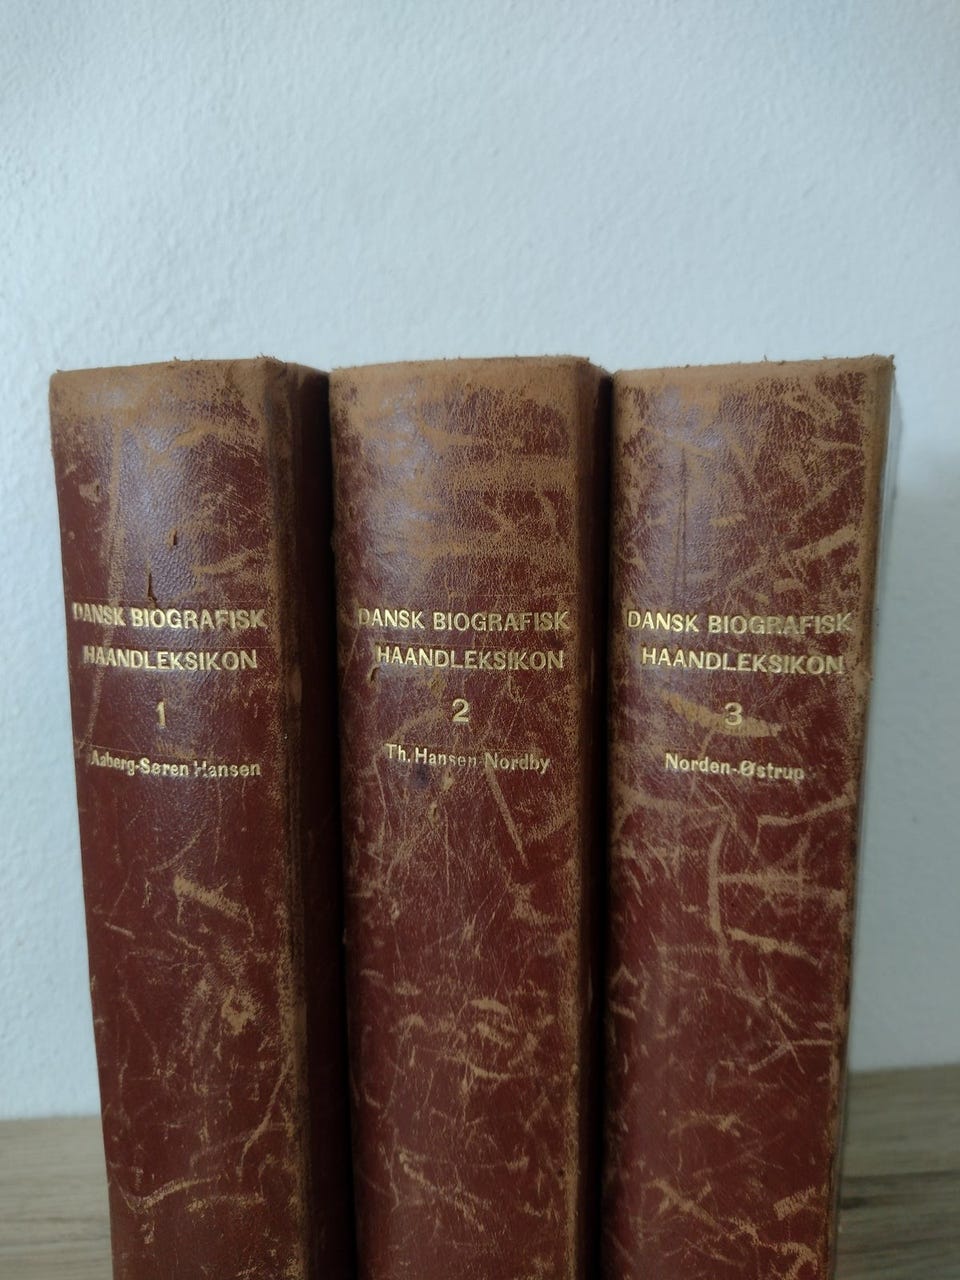 DANSK BIOGRAFISK
HAANDLEKSIKON
1
Aaberg-Søren Hansen
DANSK BIOGRAFISK
HAANDLEKSIKON
2
Th. Hansen-Nordby
DANSK BIOGRAFISK
HAANDLEKSIKON
3
Norden-Østrup